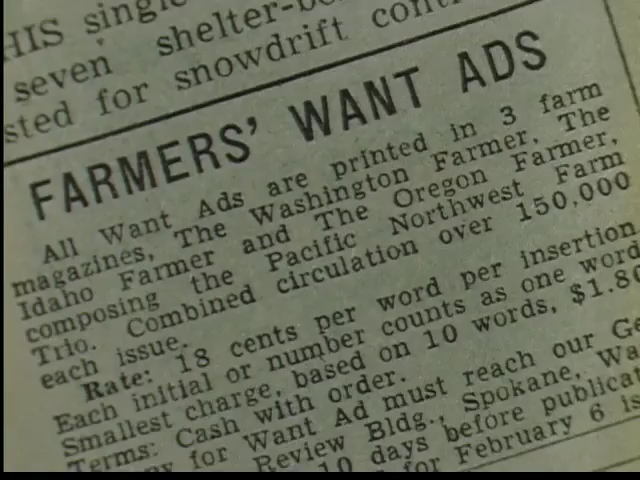 HIS single
seven shelter-b
sted for snowdrift cont
FARMERS' WANT ADS
All Want Ads are printed in 3 farm
magazines, The Washington Farmer, The
Idaho Farmer and The Oregon Farmer,
composing the Pacific Northwest Farm
Trio. Combined circulation over 150,000
each issue.
Rate: 18 cents per word per insertion
Each initial or number counts as one word
Smallest charge, based on 10 words, $1.80
Terms: Cash with order.
for Want Ad must reach our Ge
Review Bldg., Spokane, Wa
10 days before publicat
for February 6 is